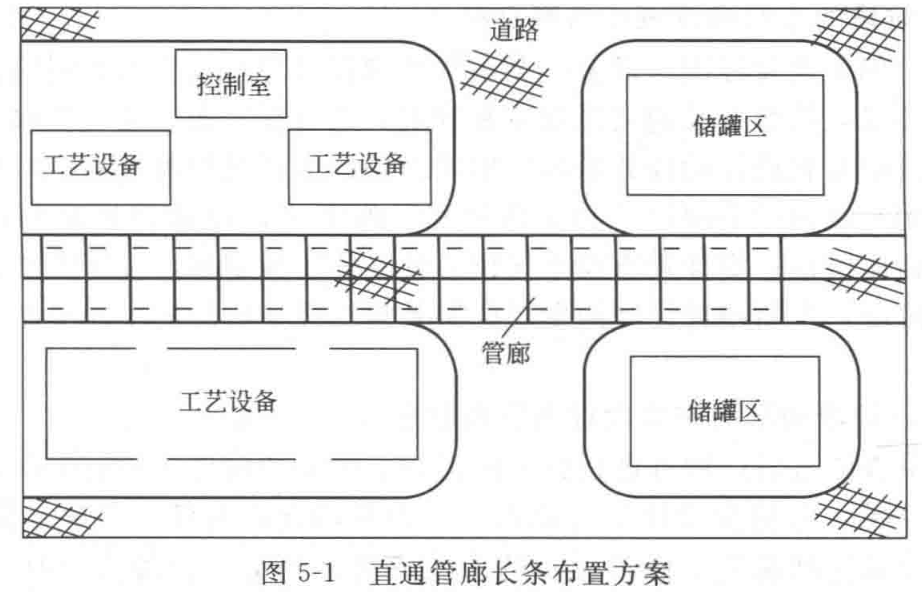 道路
控制室
储罐区
工艺设备
工艺设备
管廊
工艺设备
储罐区
图 5-1 直通管廊长条布置方案